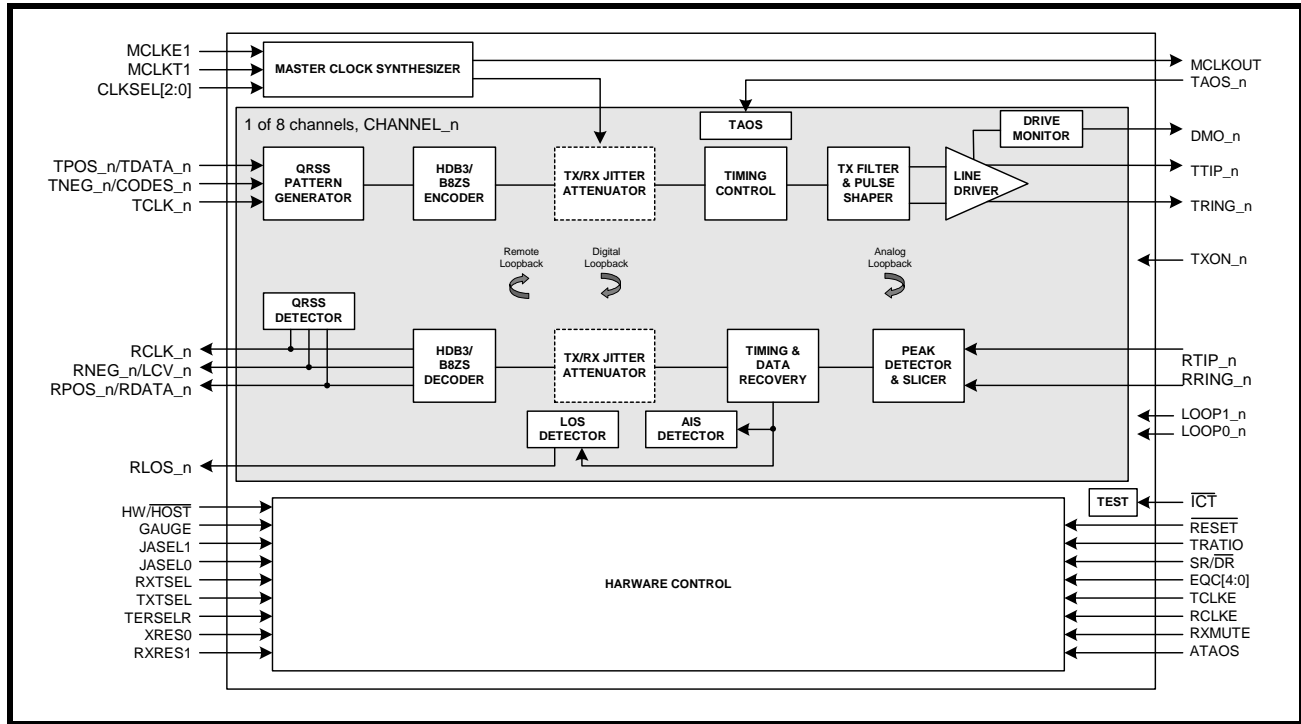 MCLKE1
MCLKT1
CLKSEL[2:0]
MASTER CLOCK SYNTHESIZER
MCLKOUT
TAOS_n
1 of 8 channels, CHANNEL_n
TAOS
DRIVE
MONITOR
DMO_n
TPOS_n/TDATA_n
TNEG_n/CODES_n
TCLK_n
QRSS
PATTERN
GENERATOR
HDB3/
B8ZS
ENCODER
TX/RX JITTER
ATTENUATOR
TIMING
CONTROL
TX FILTER
& PULSE
SHAPER
LINE
DRIVER
TTIP_n
TRING_n
TXON_n
Remote
Loopback
Digital
Loopback
Analog
Loopback
QRSS
DETECTOR
RCLK_n
RNEG_n/LCV_n
RPOS_n/RDATA_n
HDB3/
B8ZS
DECODER
TX/RX JITTER
ATTENUATOR
TIMING &
DATA
RECOVERY
PEAK
DETECTOR
& SLICER
RTIP_n
RRING_n
LOOP1_n
LOOP0_n
LOS
DETECTOR
AIS
DETECTOR
RLOS_n
TEST
ICT
HW/HOST
GAUGE
JASEL1
JASEL0
RXTSEL
TXTSEL
TERSELR
XRES0
RXRES1
HARWARE CONTROL
RESET
TRATIO
SR/DR
EQC[4:0]
TCLKE
RCLKE
RXMUTE
ATAOS